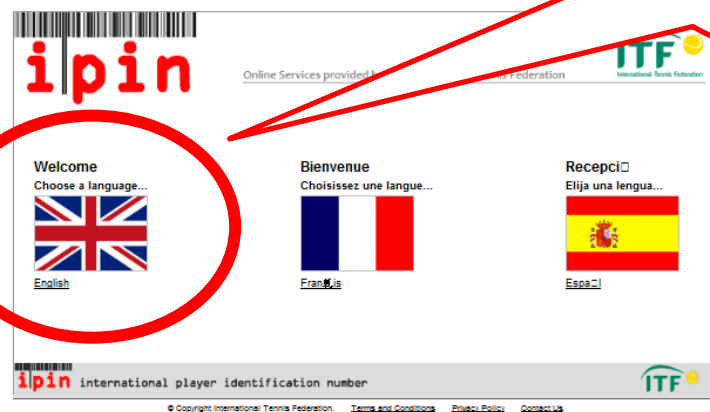 ipin
Online Services provided Tennis Federation
ITF
International Tennis Federation
Welcome
Choose a language...
Bienvenue
Choisissez une langue...
Recepci□
Elija una lengua...
English
Espa□l
ipin international player identification number
ITF
© Copyright International Tennis Federation. Terms and Conditions Privacy Policy Contact Us